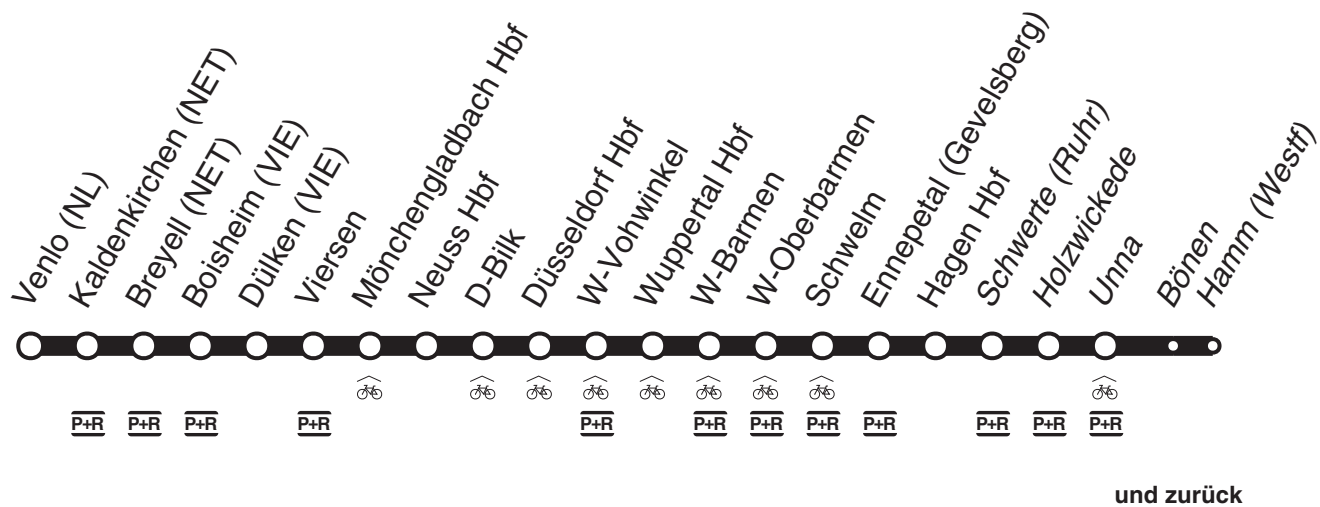 Venlo (NL)
Kaldenkirchen (NET)
Breyell (NET)
Boisheim (VIE)
Dülken (VIE)
Viersen
Mönchengladbach Hbf
Neuss Hbf
D-Bilk
Düsseldorf Hbf
W-Vohwinkel
Wuppertal Hbf
W-Barmen
W-Oberbarmen
Schwelm
Ennepetal (Gevelsberg)
Hagen Hbf
Schwerte (Ruhr)
Holzwickede
Unna
Bönen
Hamm (Westf)
P+R P+R P+R P+R P+R P+R P+R P+R P+R P+R P+R P+R
und zurück